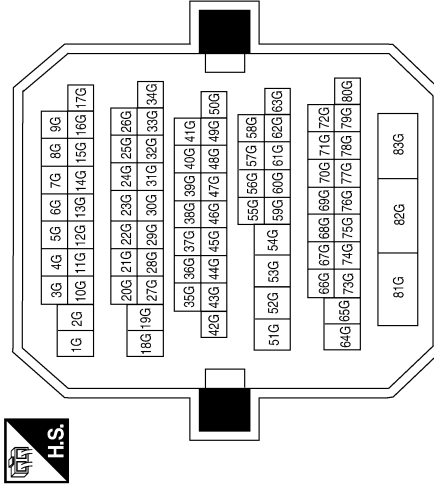 H.S.
3G 4G 5G 6G 7G 8G 9G
1G 2G 10G 11G 12G 13G 14G 15G 16G 17G
20G 21G 22G 23G 24G 25G 26G
18G 19G 27G 28G 29G 30G 31G 32G 33G 34G
35G 36G 37G 38G 39G 40G 41G
42G 43G 44G 45G 46G 47G 48G 49G 50G
55G 56G 57G 58G
51G 52G 53G 54G 59G 60G 61G 62G 63G
66G 67G 68G 69G 70G 71G 72G
64G 65G 73G 74G 75G 76G 77G 78G 79G 80G
81G 82G 83G